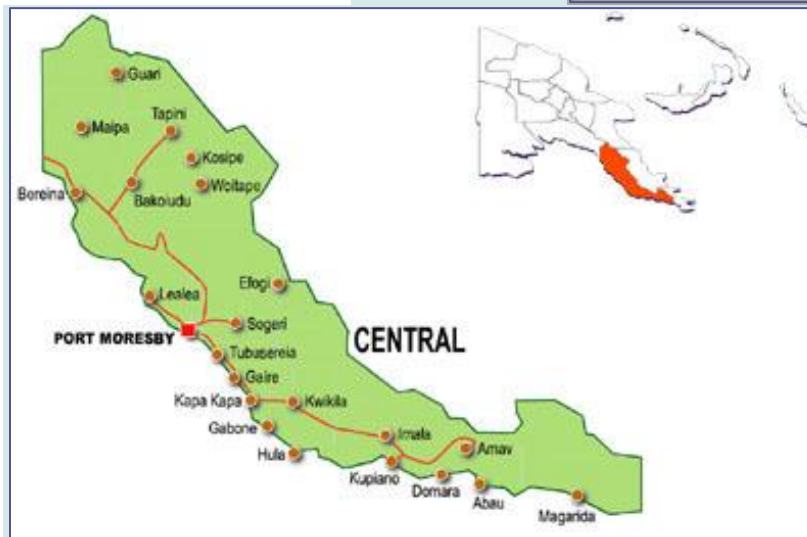 Guari
Tapini
Maipa
Kosipe
Woitape
Bereina
Bakoiudu
Efogi
Lealea
Sogeri
PORT MORESBY
CENTRAL
Tubusereia
Gaire
Kapa Kapa
Kwikila
Gabone
Imala
Amav
Hula
Kupiano
Domara
Abau
Magarida